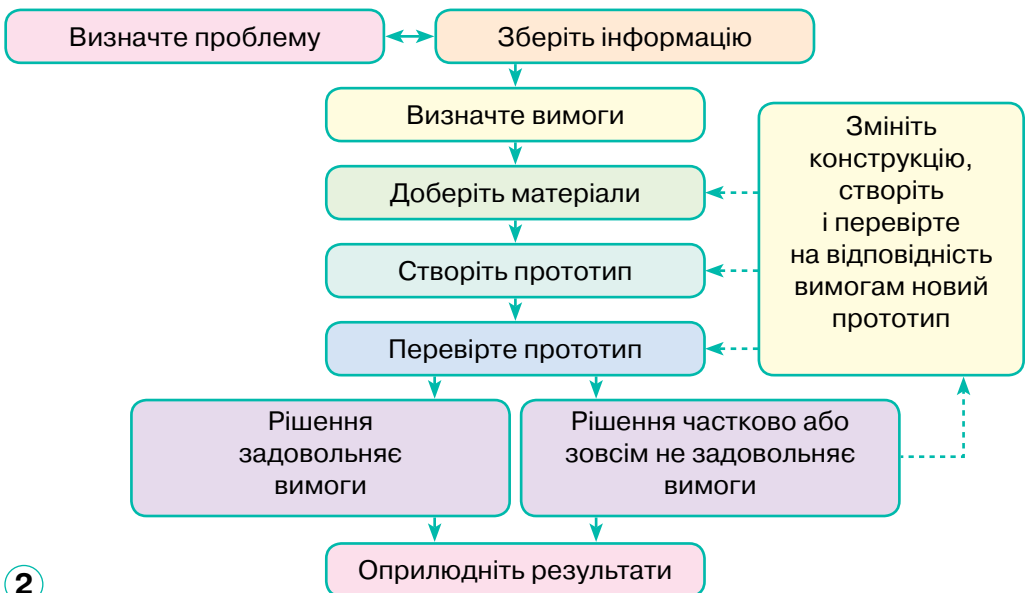 Визначте проблему
Зберіть інформацію
Визначте вимоги
Доберіть матеріали
Створіть прототип
Перевірте прототип
Змініть
конструкцію,
створіть
і перевірте
на відповідність
вимогам новий
прототип
Рішення
задовольняє
вимоги
Рішення частково або
зовсім не задовольняє
вимоги
Оприлюдніть результати
2